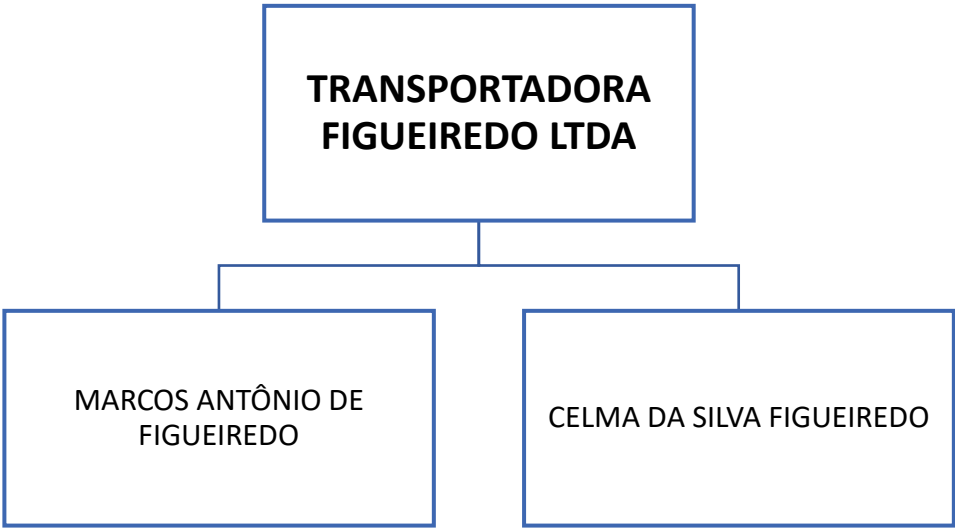 TRANSPORTADORA
FIGUEIREDO LTDA
MARCOS ANTÔNIO DE
FIGUEIREDO
CELMA DA SILVA FIGUEIREDO